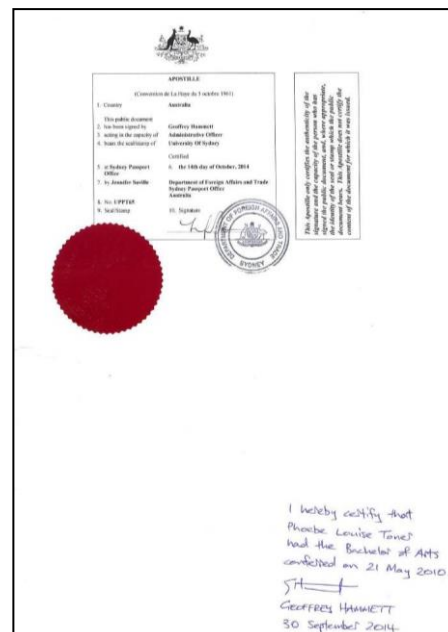 APOSTILLE
(Convention de La Haye du 5 octobre 1961)
1. Country Australia
This public document
2. has been signed by Geoffrey Hammett
3. acting in the capacity of Administrative Officer
4. bears the seal/stamp of University Of Sydney
Certified
5. at Sydney Passport Office 6. the 10th day of October, 2014
7. by Jennifer Saville Department of Foreign Affairs and Trade
Sydney Passport Office
Australia
8. No.
9. Seal/Stamp 10. Signature
DEPARTMENT OF FOREIGN AFFAIRS AND TRADE
SYDNEY
This Apostille only certifies the authenticity of the
signature and the capacity of the person who has
signed the public document, and, where appropriate,
the identity of the seal or stamp which the public
document bears. This Apostille does not certify the
content of the document for which it was issued.
I hereby certify that
Phoebe Louise
had the Bachelor of Arts
conferred on 21 May 2010
GEOFFREY HAMMETT
30 September 2014